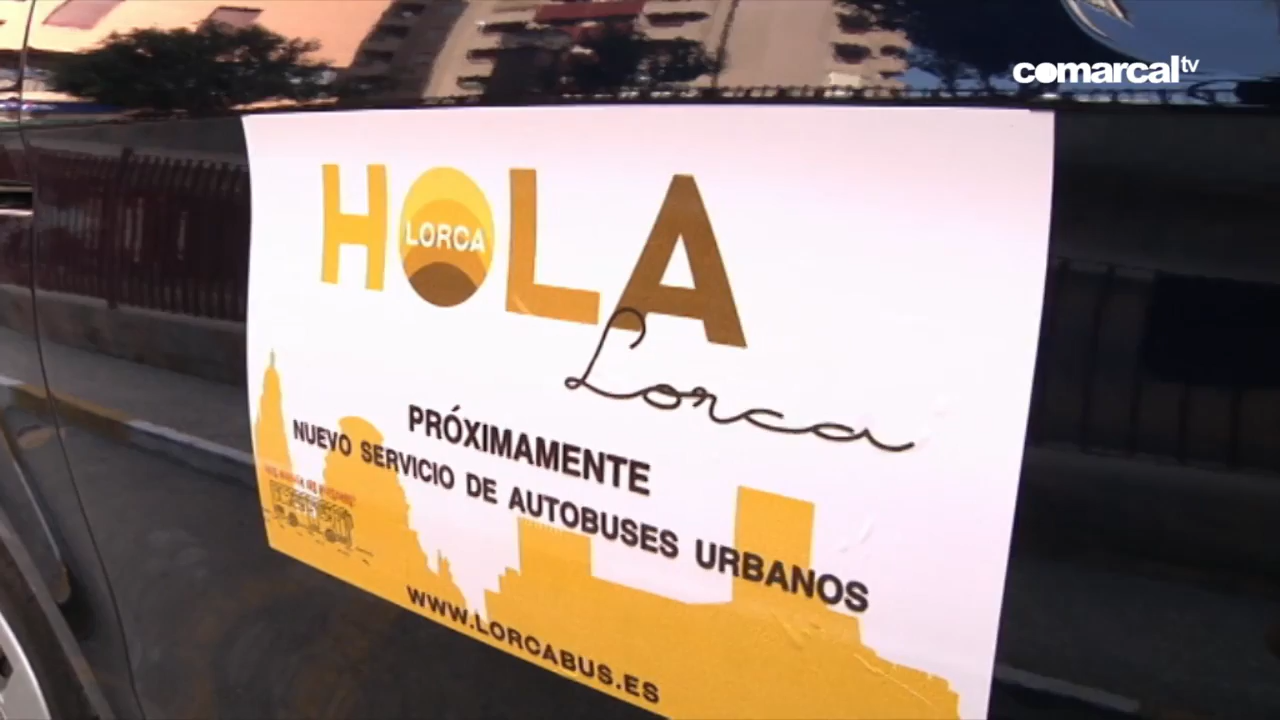 comarcal tv
HOLA
LORCA
Lorca
PRÓXIMAMENTE
NUEVO SERVICIO DE AUTOBUSES URBANOS
WWW.LORCABUS.ES